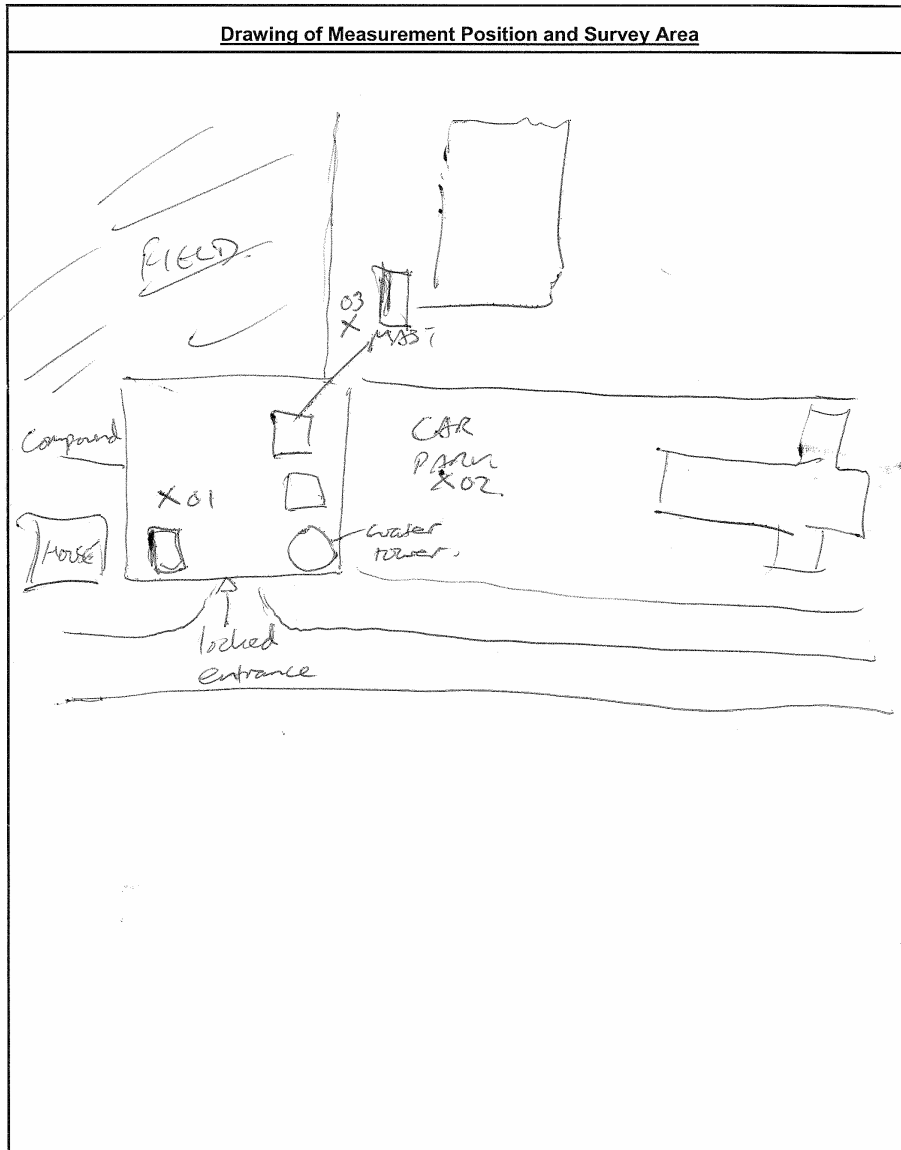 Drawing of Measurement Position and Survey Area
FIELD
03
X
MAST
Compound
CAR
PARK
X02
X01
HOUSE
water
tower.
locked
entrance